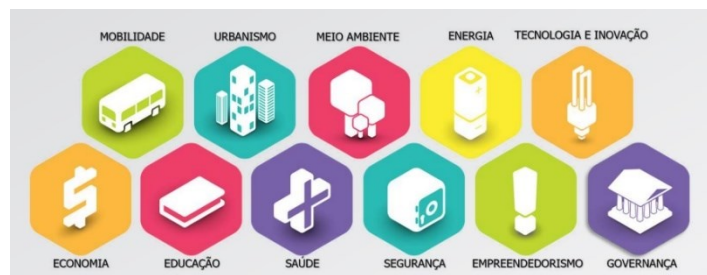 MOBILIDADE
URBANISMO
MEIO AMBIENTE
ENERGIA
TECNOLOGIA E INOVAÇÃO
ECONOMIA
EDUCAÇÃO
SAÚDE
SEGURANÇA
EMPREENDEDORISMO
GOVERNANÇA